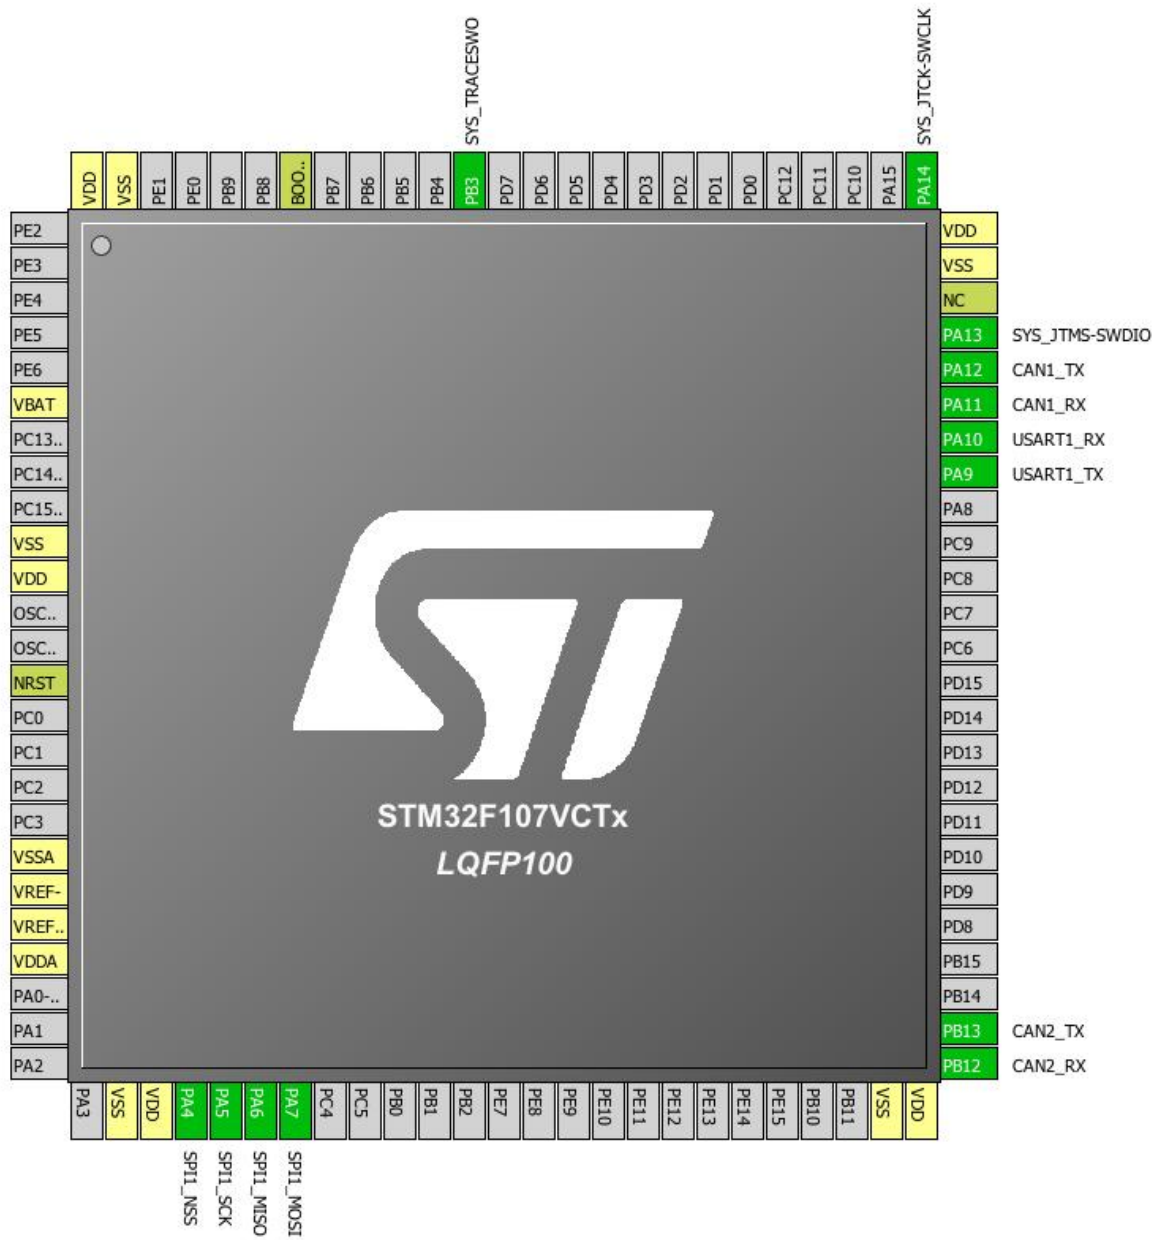 SYS_TRACESWO
SYS_JTCK-SWCLK
VDD
VSS
PE1
PE0
PB9
PB8
BOO..
PB7
PB6
PB5
PB4
PB3
PD7
PD6
PD5
PD4
PD3
PD2
PD1
PD0
PC12
PC11
PC10
PA15
PA14
PE2
PE3
PE4
PE5
PE6
VBAT
PC13..
PC14..
PC15..
VSS
VDD
OSC..
OSC..
NRST
PC0
PC1
PC2
PC3
VSSA
VREF-
VREF..
VDDA
PA0-..
PA1
PA2
STM32F107VCTx
LQFP100
VDD
VSS
NC
PA13 SYS_JTMS-SWDIO
PA12 CAN1_TX
PA11 CAN1_RX
PA10 USART1_RX
PA9 USART1_TX
PA8
PC9
PC8
PC7
PC6
PD15
PD14
PD13
PD12
PD11
PD10
PD9
PD8
PB15
PB14
PB13 CAN2_TX
PB12 CAN2_RX
PA3
VSS
VDD
PA4
PA5
PA6
PA7
PC4
PC5
PB0
PB1
PB2
PE7
PE8
PE9
PE10
PE11
PE12
PE13
PE14
PE15
PB10
PB11
VSS
VDD
SPI1_NSS
SPI1_SCK
SPI1_MISO
SPI1_MOSI